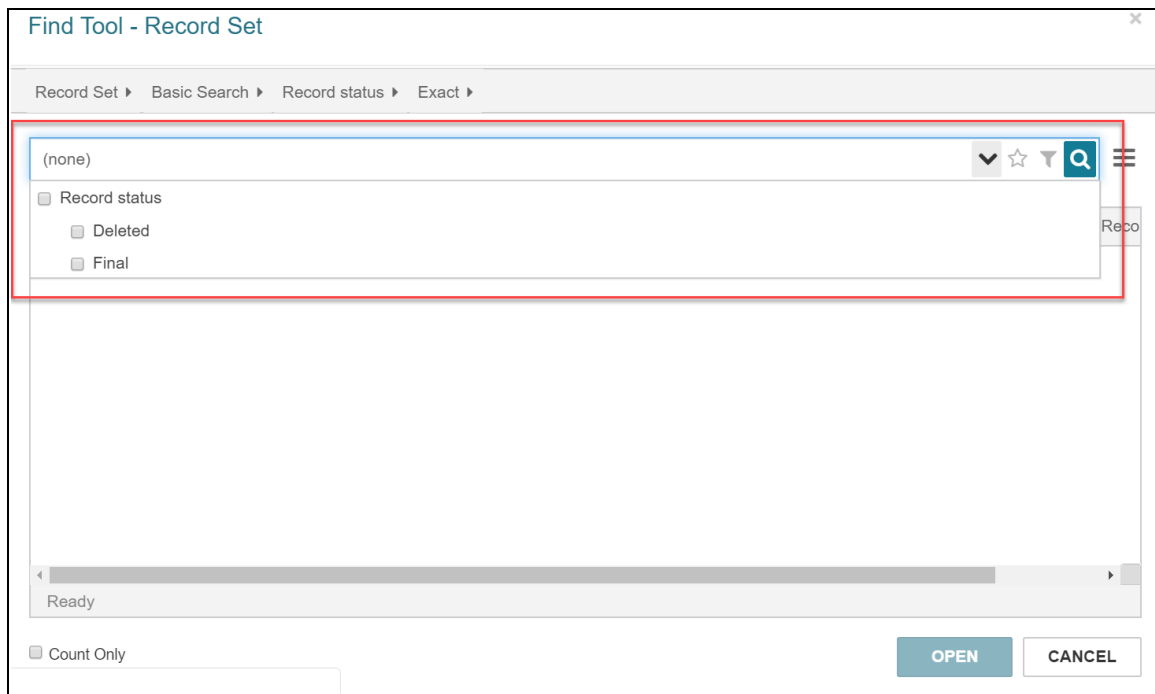 Find Tool - Record Set
Record Set Basic Search Record status Exact
(none)
Record status
Deleted
Reco
Final
Ready
Count Only
OPEN CANCEL